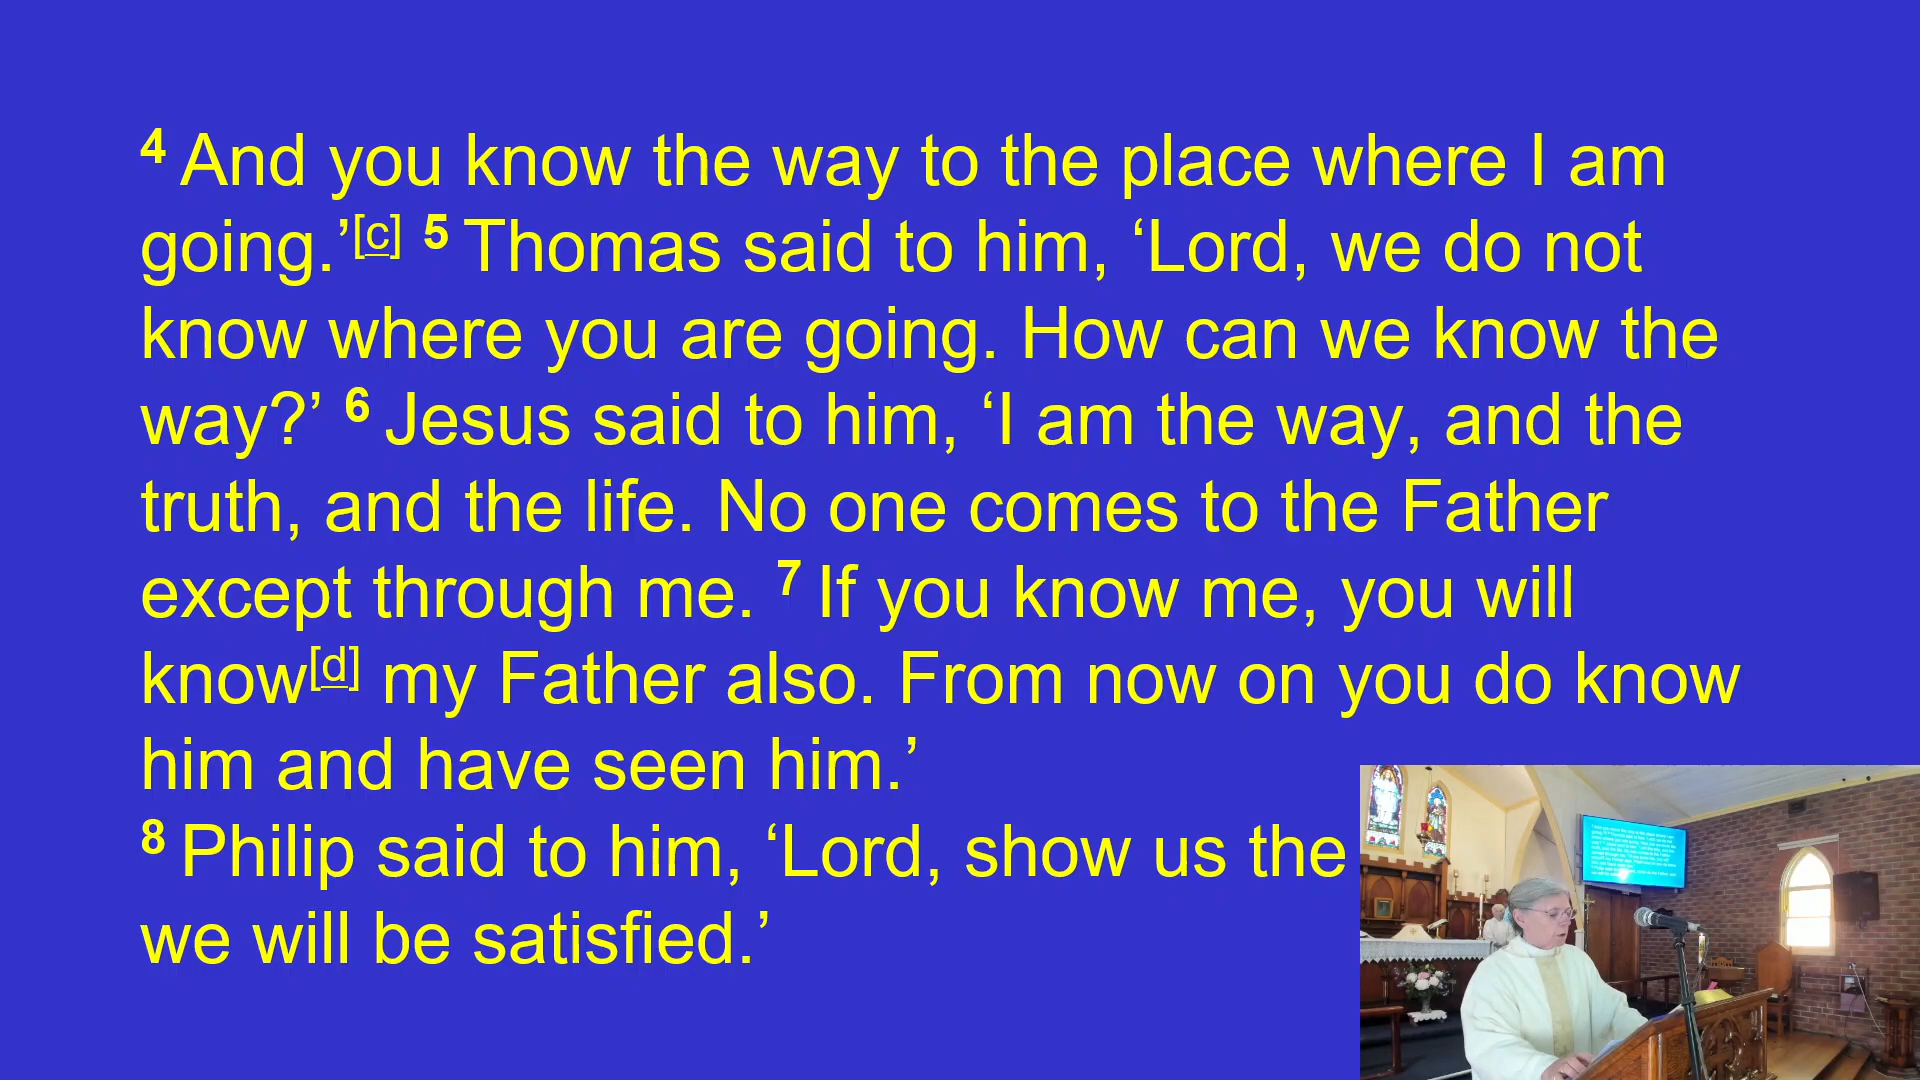 4 And you know the way to the place where I am
going.’[c] 5 Thomas said to him, ‘Lord, we do not
know where you are going. How can we know the
way?’ 6 Jesus said to him, ‘I am the way, and the
truth, and the life. No one comes to the Father
except through me. 7 If you know me, you will
know[d] my Father also. From now on you do know
him and have seen him.’
8 Philip said to him, ‘Lord, show us the
we will be satisfied.’